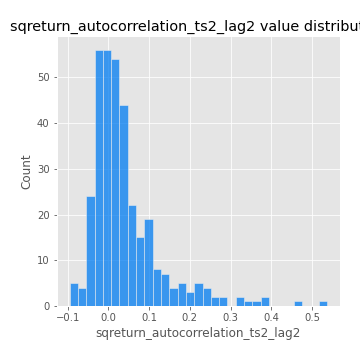 sqreturn_autocorrelation_ts2_lag2 value distribut
50
40
30
20
10
0
Count
−0.1 0.0 0.1 0.2 0.3 0.4 0.5
sqreturn_autocorrelation_ts2_lag2